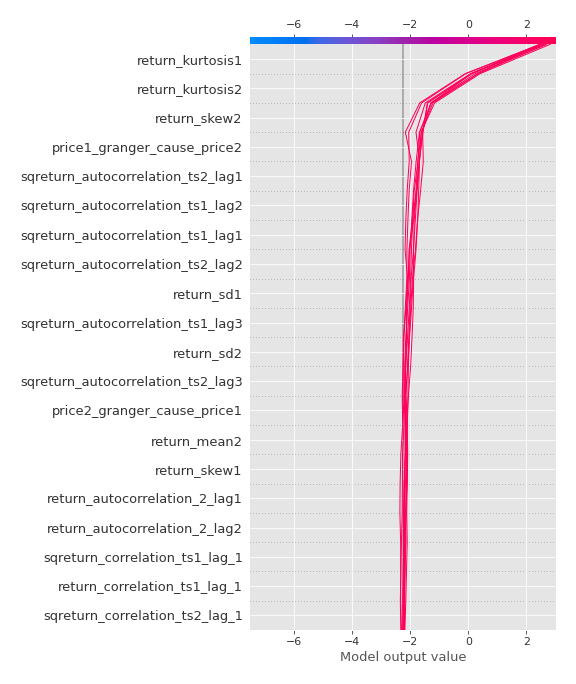 −6 −4 −2 0 2
return_kurtosis1
return_kurtosis2
return_skew2
price1_granger_cause_price2
sqreturn_autocorrelation_ts2_lag1
sqreturn_autocorrelation_ts1_lag2
sqreturn_autocorrelation_ts1_lag1
sqreturn_autocorrelation_ts2_lag2
return_sd1
sqreturn_autocorrelation_ts1_lag3
return_sd2
sqreturn_autocorrelation_ts2_lag3
price2_granger_cause_price1
return_mean2
return_skew1
return_autocorrelation_2_lag1
return_autocorrelation_2_lag2
sqreturn_correlation_ts1_lag_1
return_correlation_ts1_lag_1
sqreturn_correlation_ts2_lag_1
−6 −4 −2 0 2
Model output value